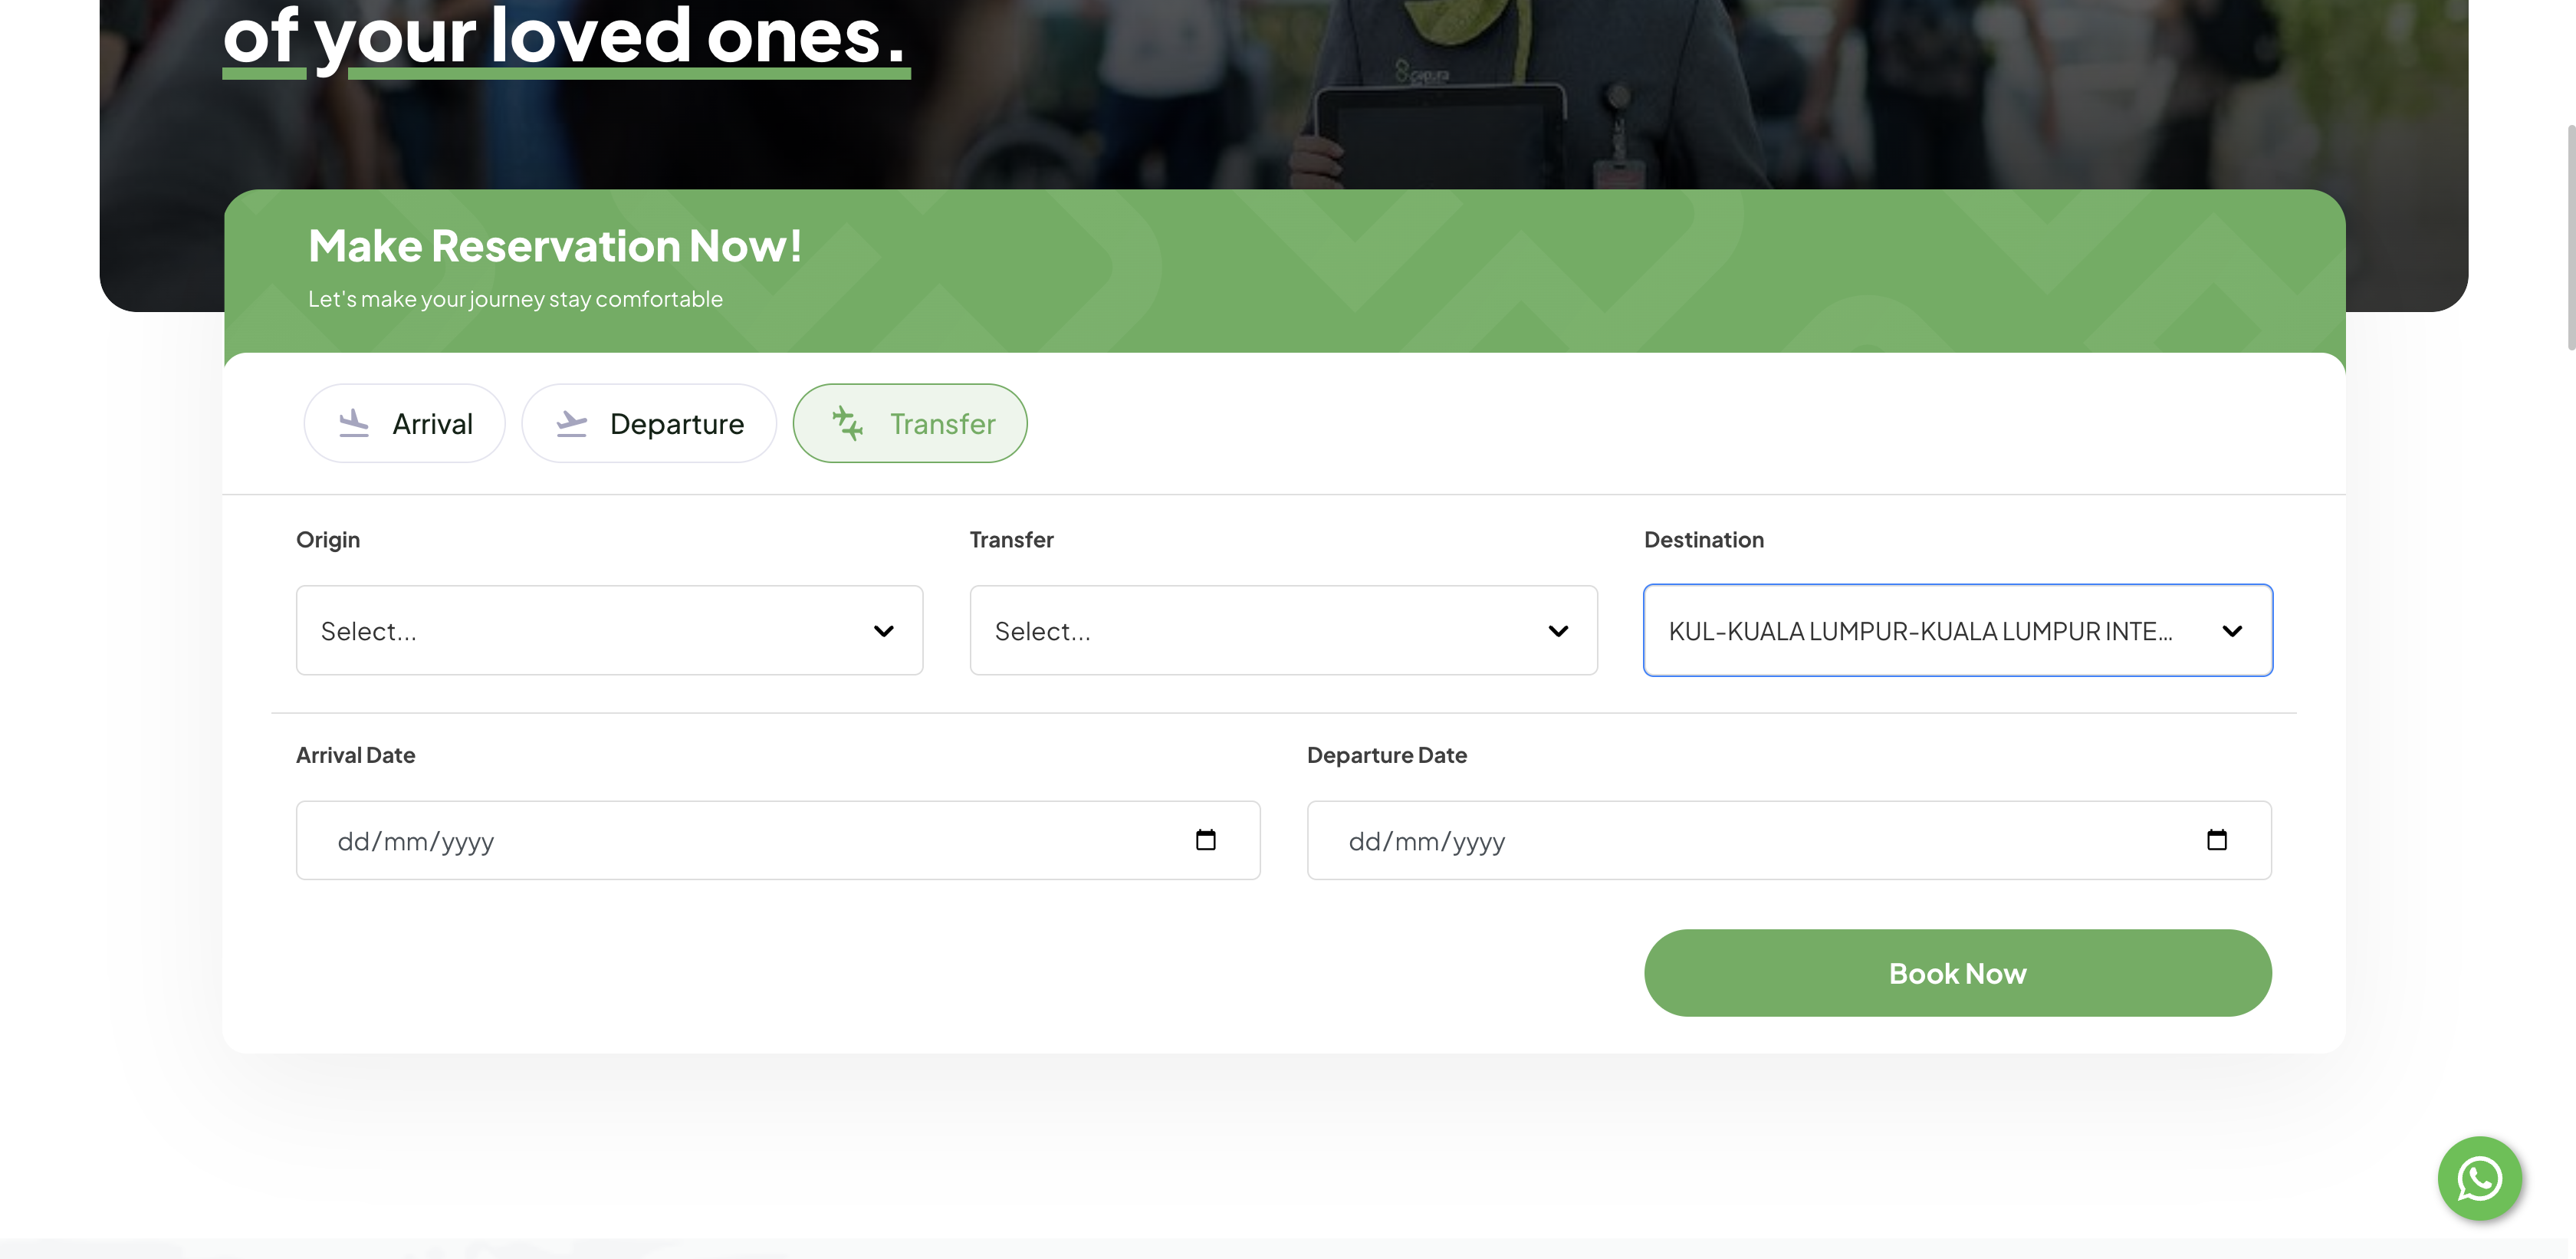 of your loved ones.
Make Reservation Now!
Let's make your journey stay comfortable
Arrival
Departure
Transfer
Origin
Transfer
Destination
Select...
Select...
KUL-KUALA LUMPUR-KUALA LUMPUR INTE...
Arrival Date
Departure Date
dd/mm/yyyy
dd/mm/yyyy
Book Now